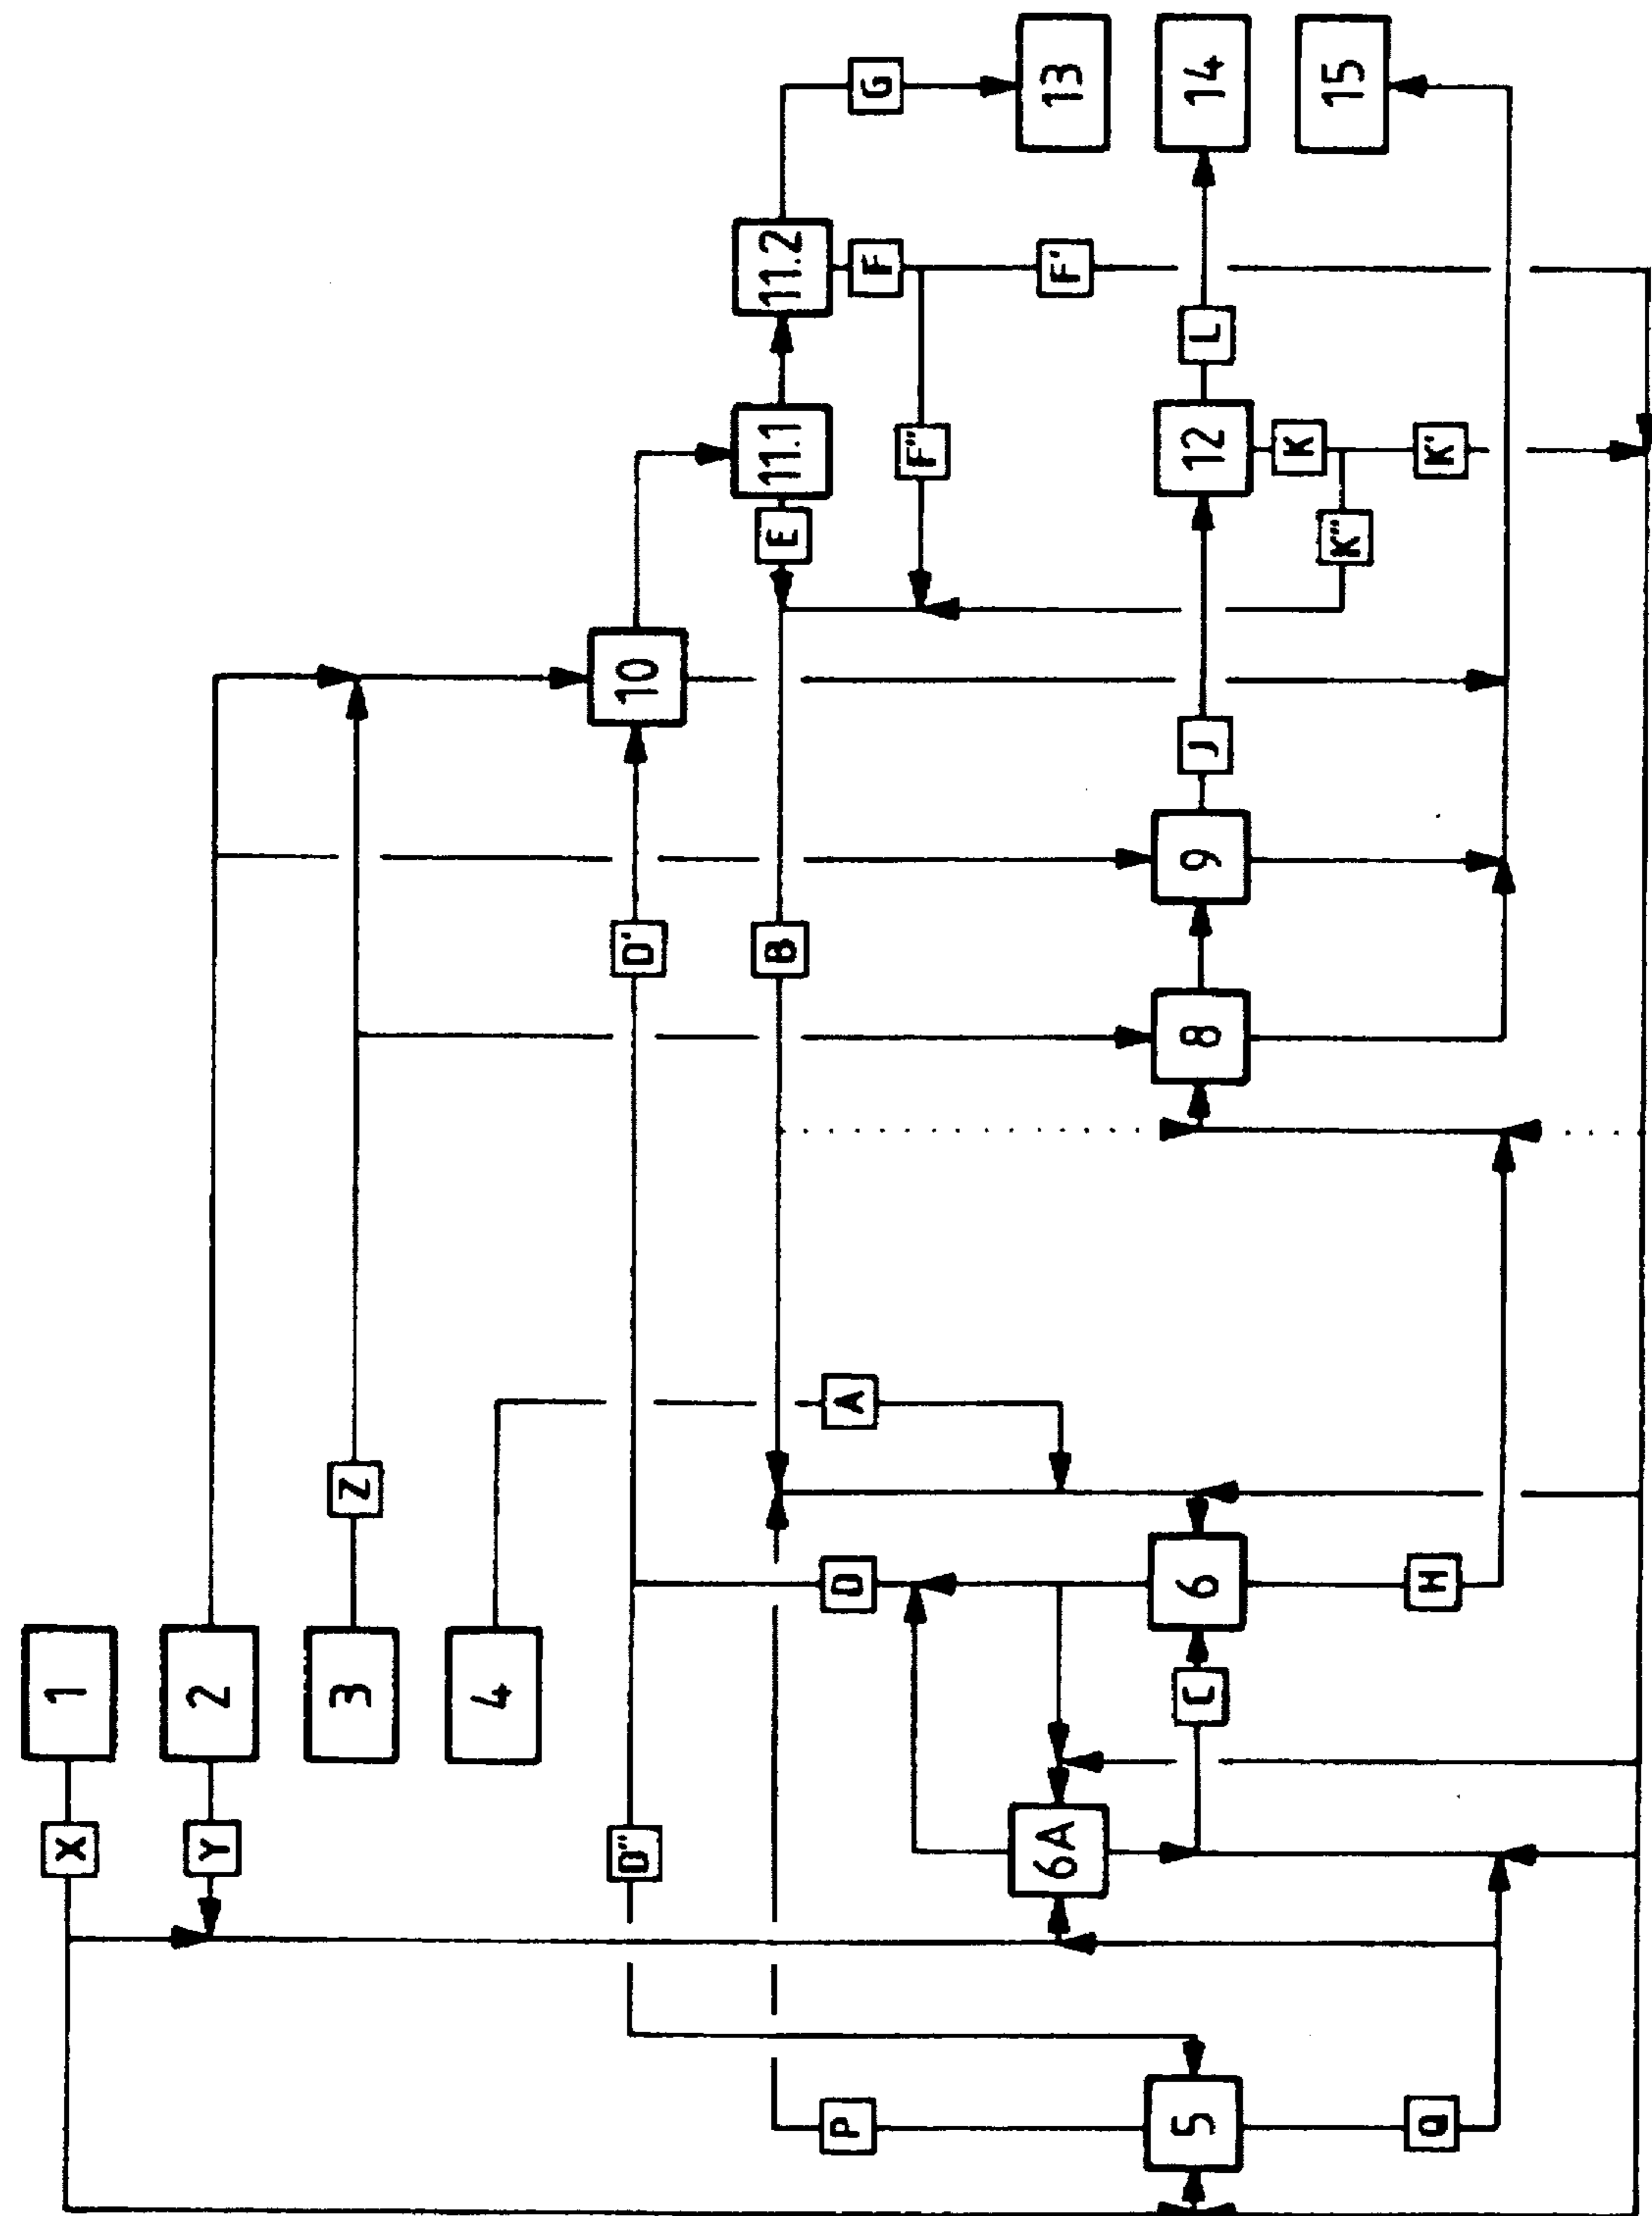 X 1
Y 2
3 Z
4
D" D' 10
B E 11.1 11.2
P D A F G
F"
6A F' 13
5 C 6 8 9 J 12 L 14
K" K 15
Q H K'